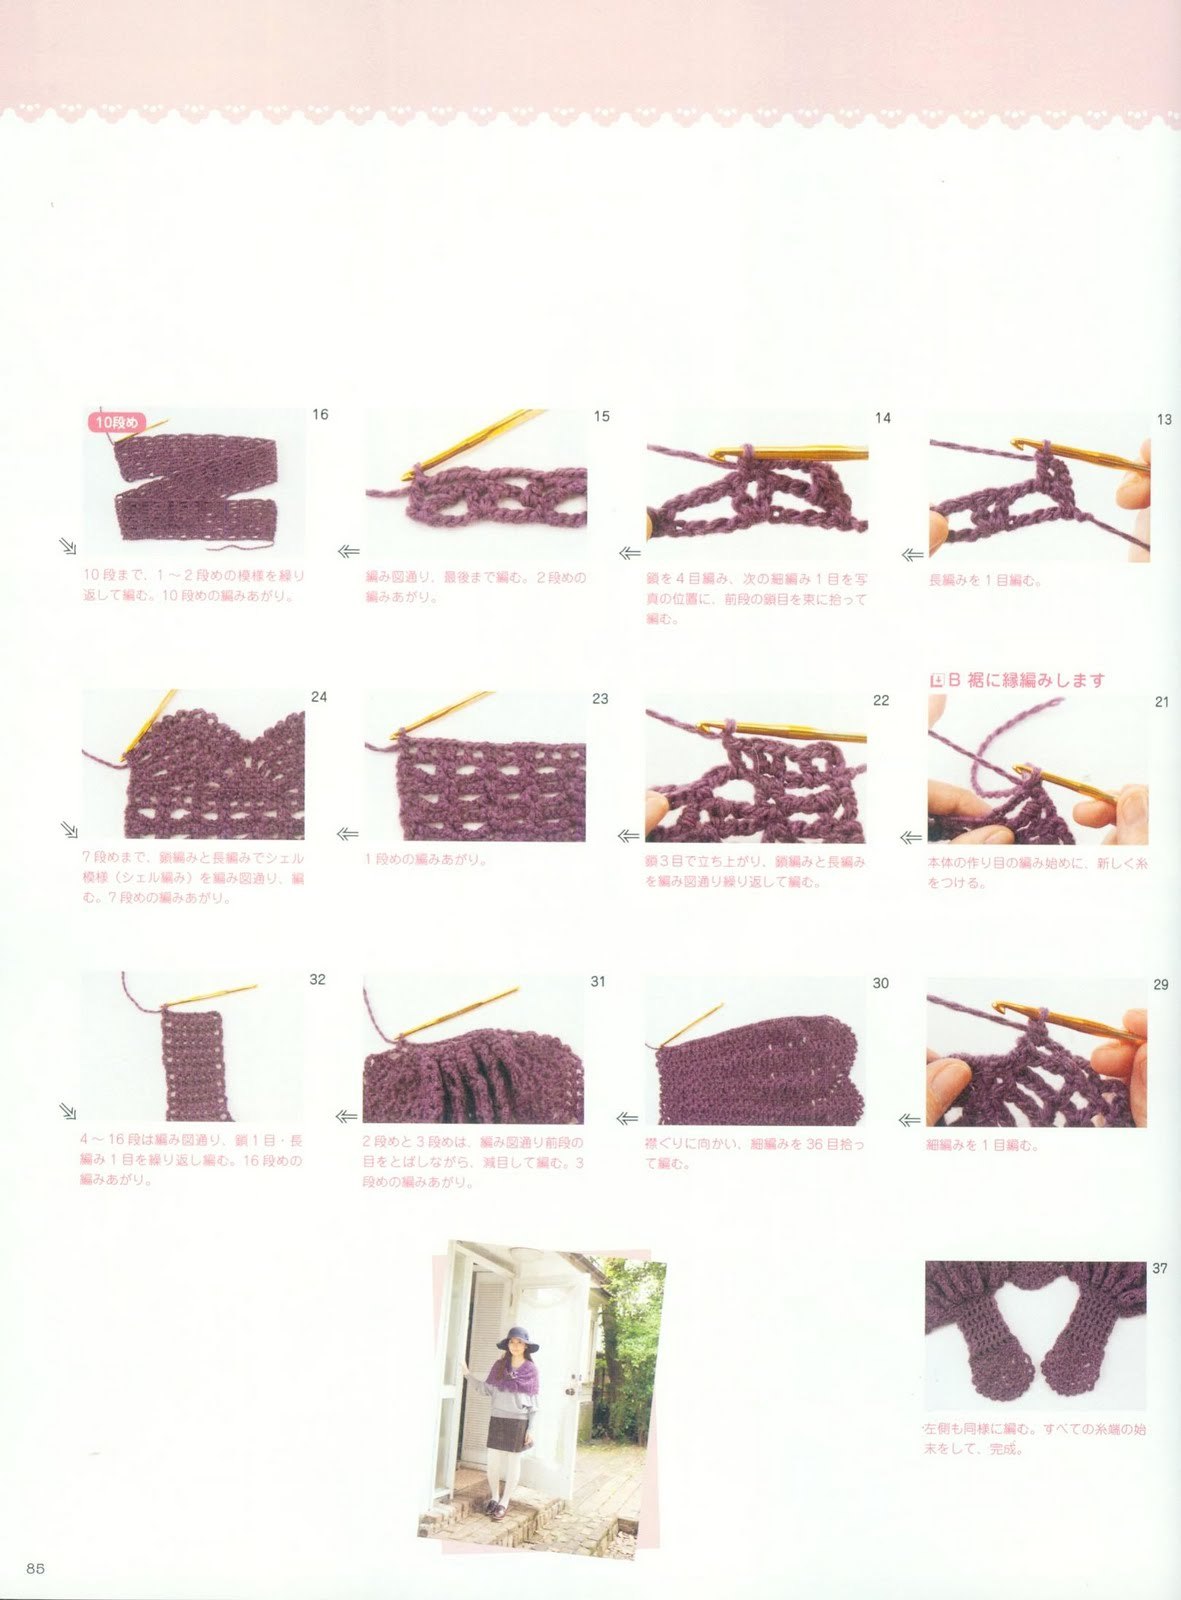 13
長編みを1目編む。
14
鎖を4目編み、次の細編み1目を写
真の位置に、前段の鎖目を束に拾って
編む。
15
編み図通り、最後まで編む。2段めの
編みあがり。
16
10段め
10段まで、1～2段めの模様を繰り
返して編む。10段めの編みあがり。
B 裾に縁編みします
21
本体の作り目の編み始めに、新しく糸
をつける。
22
鎖3目で立ち上がり、鎖編みと長編み
を編み図通り繰り返して編む。
23
1段めの編みあがり。
24
7段めまで、鎖編みと長編みでシェル
模様（シェル編み）を編み図通り、編
む。7段めの編みあがり。
29
細編みを1目編む。
30
襟ぐりに向かい、細編みを36目拾っ
て編む。
31
2段めと3段めは、編み図通り前段の
目をとばしながら、減目して編む。3
段めの編みあがり。
32
4～16段は編み図通り、鎖1目・長
編み1目を繰り返し編む。16段めの
編みあがり。
37
左側も同様に編む。すべての糸端の始
末をして、完成。
85